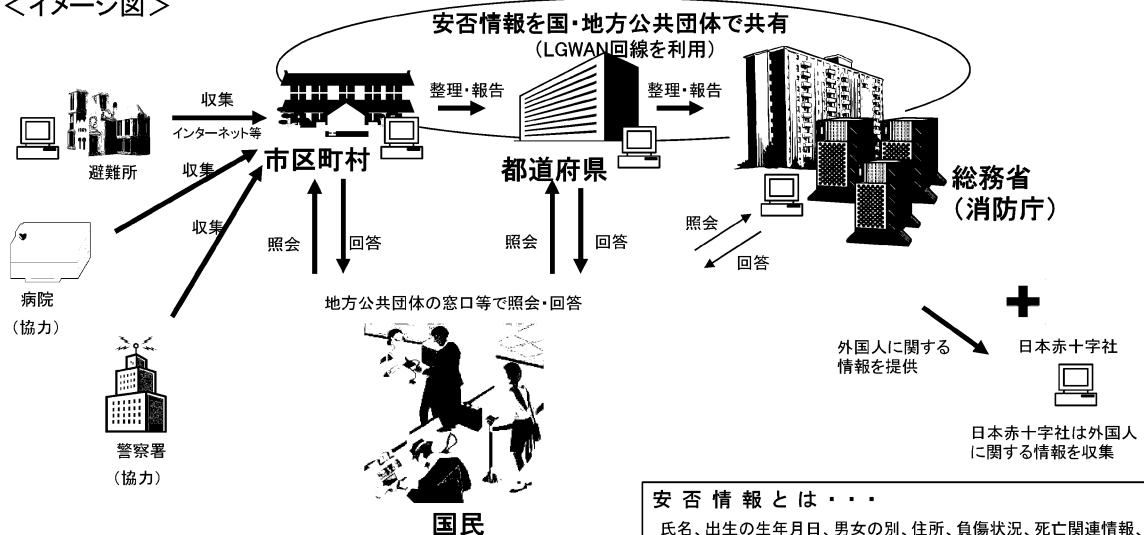 ＜イメージ図＞
安否情報を国・地方公共団体で共有
（LGWAN回線を利用）
収集
インターネット等
避難所
整理・報告
整理・報告
市区町村
都道府県
総務省
（消防庁）
収集
収集
病院
（協力）
警察署
（協力）
照会
回答
照会
回答
照会
回答
地方公共団体の窓口等で照会・回答
国民
外国人に関する
情報を提供
日本赤十字社
日本赤十字社は外国人
に関する情報を収集
安否情報とは・・・
氏名、出生の生年月日、男女の別、住所、負傷状況、死亡関連情報、